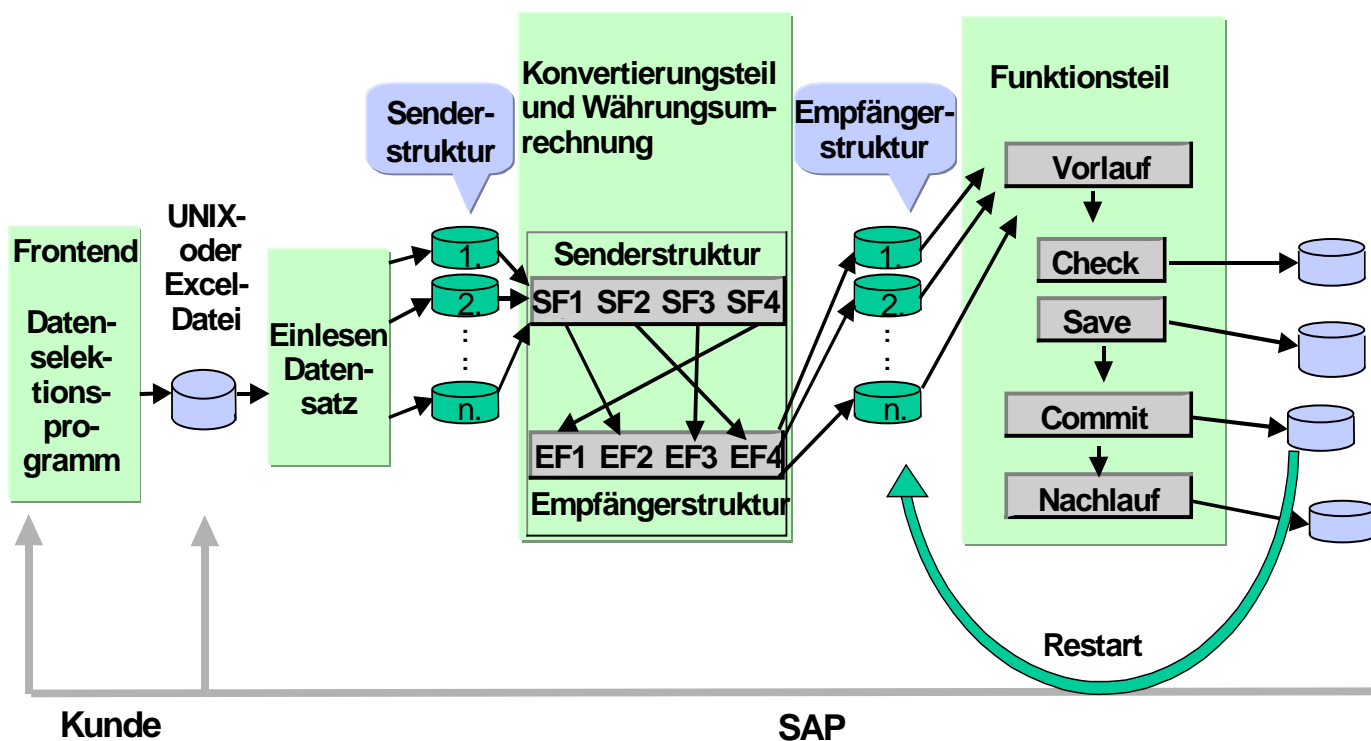 Frontend
Daten-
selek-
tions-
pro-
gramm
UNIX-
oder
Excel-
Datei
Einlesen
Daten-
satz
Sender-
struktur
1.
2.
n.
Konvertierungsteil
und Währungsum-
rechnung
Senderstruktur
SF1 SF2 SF3 SF4
EF1 EF2 EF3 EF4
Empfängerstruktur
Empfänger-
struktur
1.
2.
n.
Funktionsteil
Vorlauf
Check
Save
Commit
Nachlauf
Restart
Kunde
SAP